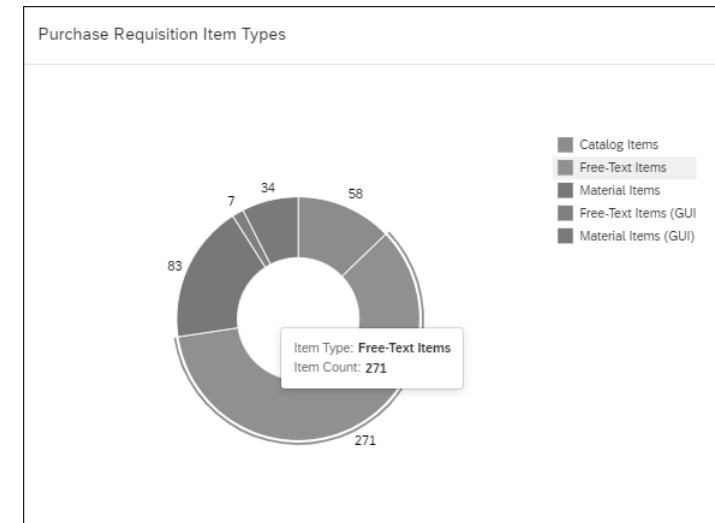 Purchase Requisition Item Types
Catalog Items
Free-Text Items
Material Items
Free-Text Items (GUI
Material Items (GUI)
34
58
7
83
Item Type: Free-Text Items
Item Count: 271
271